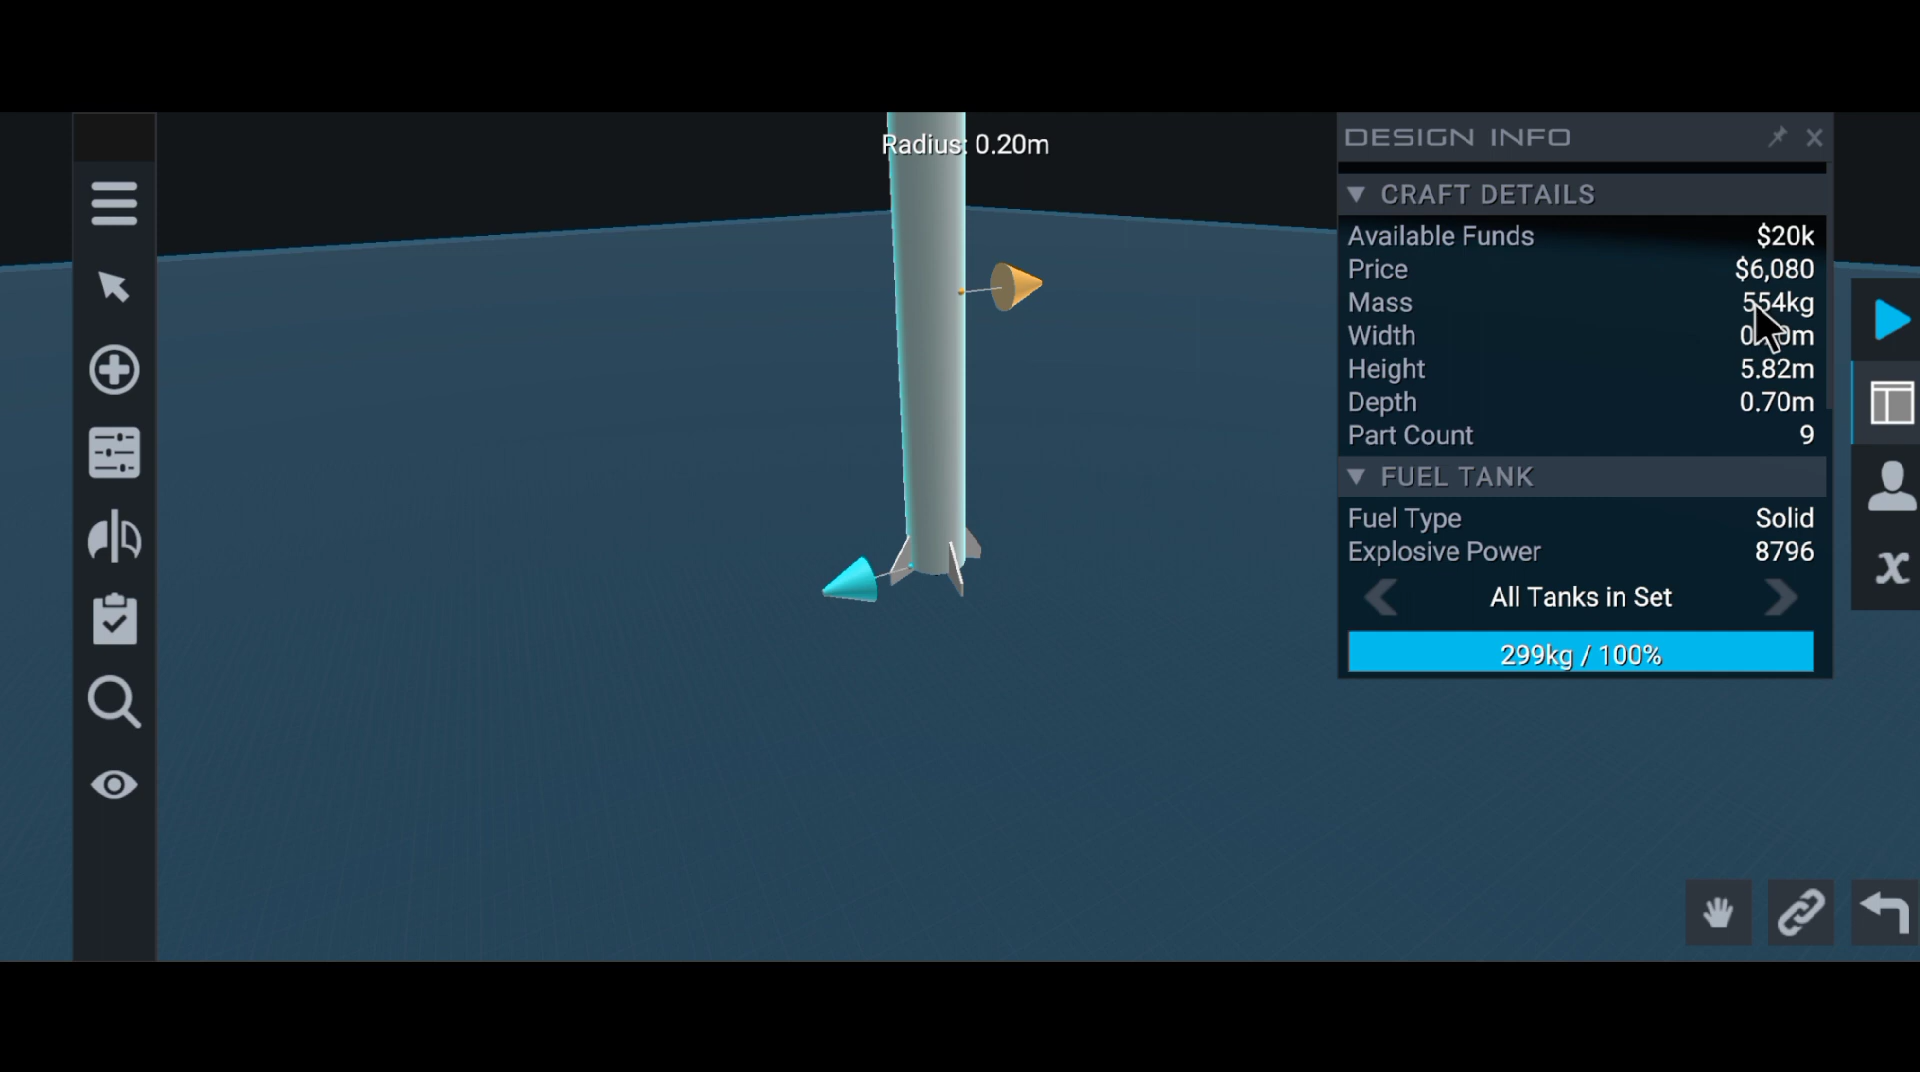 Radius: 0.20m
DESIGN INFO
CRAFT DETAILS
Available Funds $20k
Price $6,080
Mass 554kg
Width
Height 5.82m
Depth 0.70m
Part Count 9
FUEL TANK
Fuel Type Solid
Explosive Power 8796
All Tanks in Set
299kg / 100%
x